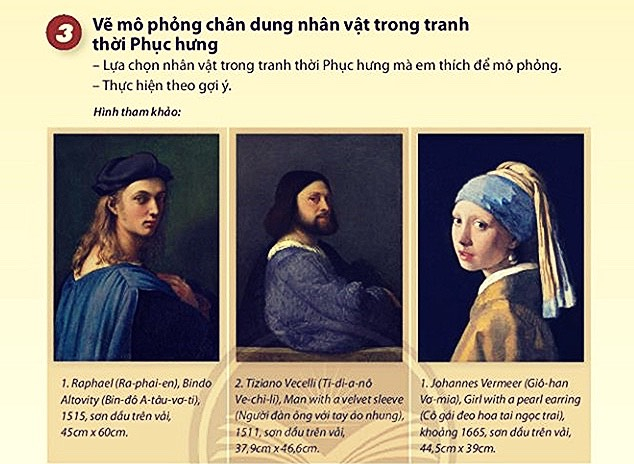 3 Vẽ mô phỏng chân dung nhân vật trong tranh
thời Phục hưng
– Lựa chọn nhân vật trong tranh thời Phục hưng mà em thích để mô phỏng.
– Thực hiện theo gợi ý.
Hình tham khảo:
1. Raphael (Ra-phai-en), Bindo
Altovity (Bin-đô A-tâu-vơ-ti),
1515, sơn dầu trên vải,
45cm x 60cm.
2. Tiziano Vecelli (Ti-di-a-nô
Ve-chi-li), Man with a velvet sleeve
(Người đàn ông với tay áo nhung),
1511, sơn dầu trên vải,
37,9cm x 46,6cm.
1. Johannes Vermeer (Giô-han
Vơ-mia), Girl with a pearl earring
(Cô gái đeo hoa tai ngọc trai),
khoảng 1665, sơn dầu trên vải,
44,5cm x 39cm.